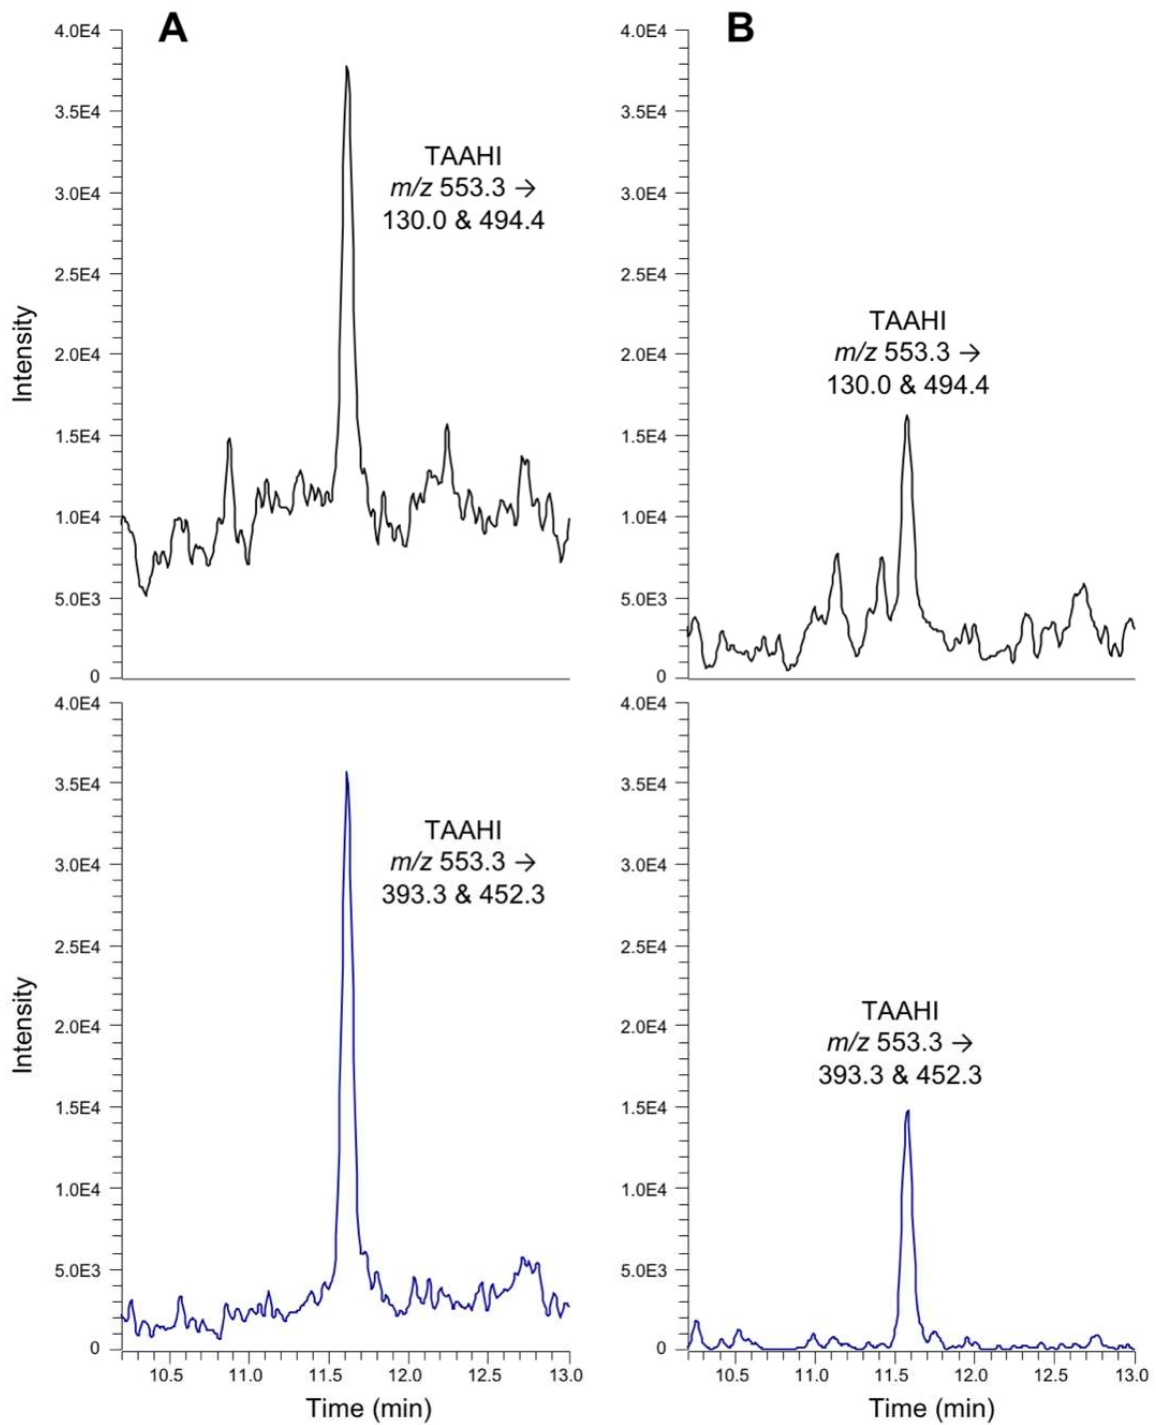 A
4.0E4
3.5E4
3.0E4
2.5E4
2.0E4
1.5E4
1.0E4
5.0E3
0
Intensity
TAAHI
m/z 553.3 →
130.0 & 494.4
B
4.0E4
3.5E4
3.0E4
2.5E4
2.0E4
1.5E4
1.0E4
5.0E3
0
TAAHI
m/z 553.3 →
130.0 & 494.4
4.0E4
3.5E4
3.0E4
2.5E4
2.0E4
1.5E4
1.0E4
5.0E3
0
Intensity
TAAHI
m/z 553.3 →
393.3 & 452.3
10.5 11.0 11.5 12.0 12.5 13.0
Time (min)
4.0E4
3.5E4
3.0E4
2.5E4
2.0E4
1.5E4
1.0E4
5.0E3
0
TAAHI
m/z 553.3 →
393.3 & 452.3
10.5 11.0 11.5 12.0 12.5 13.0
Time (min)